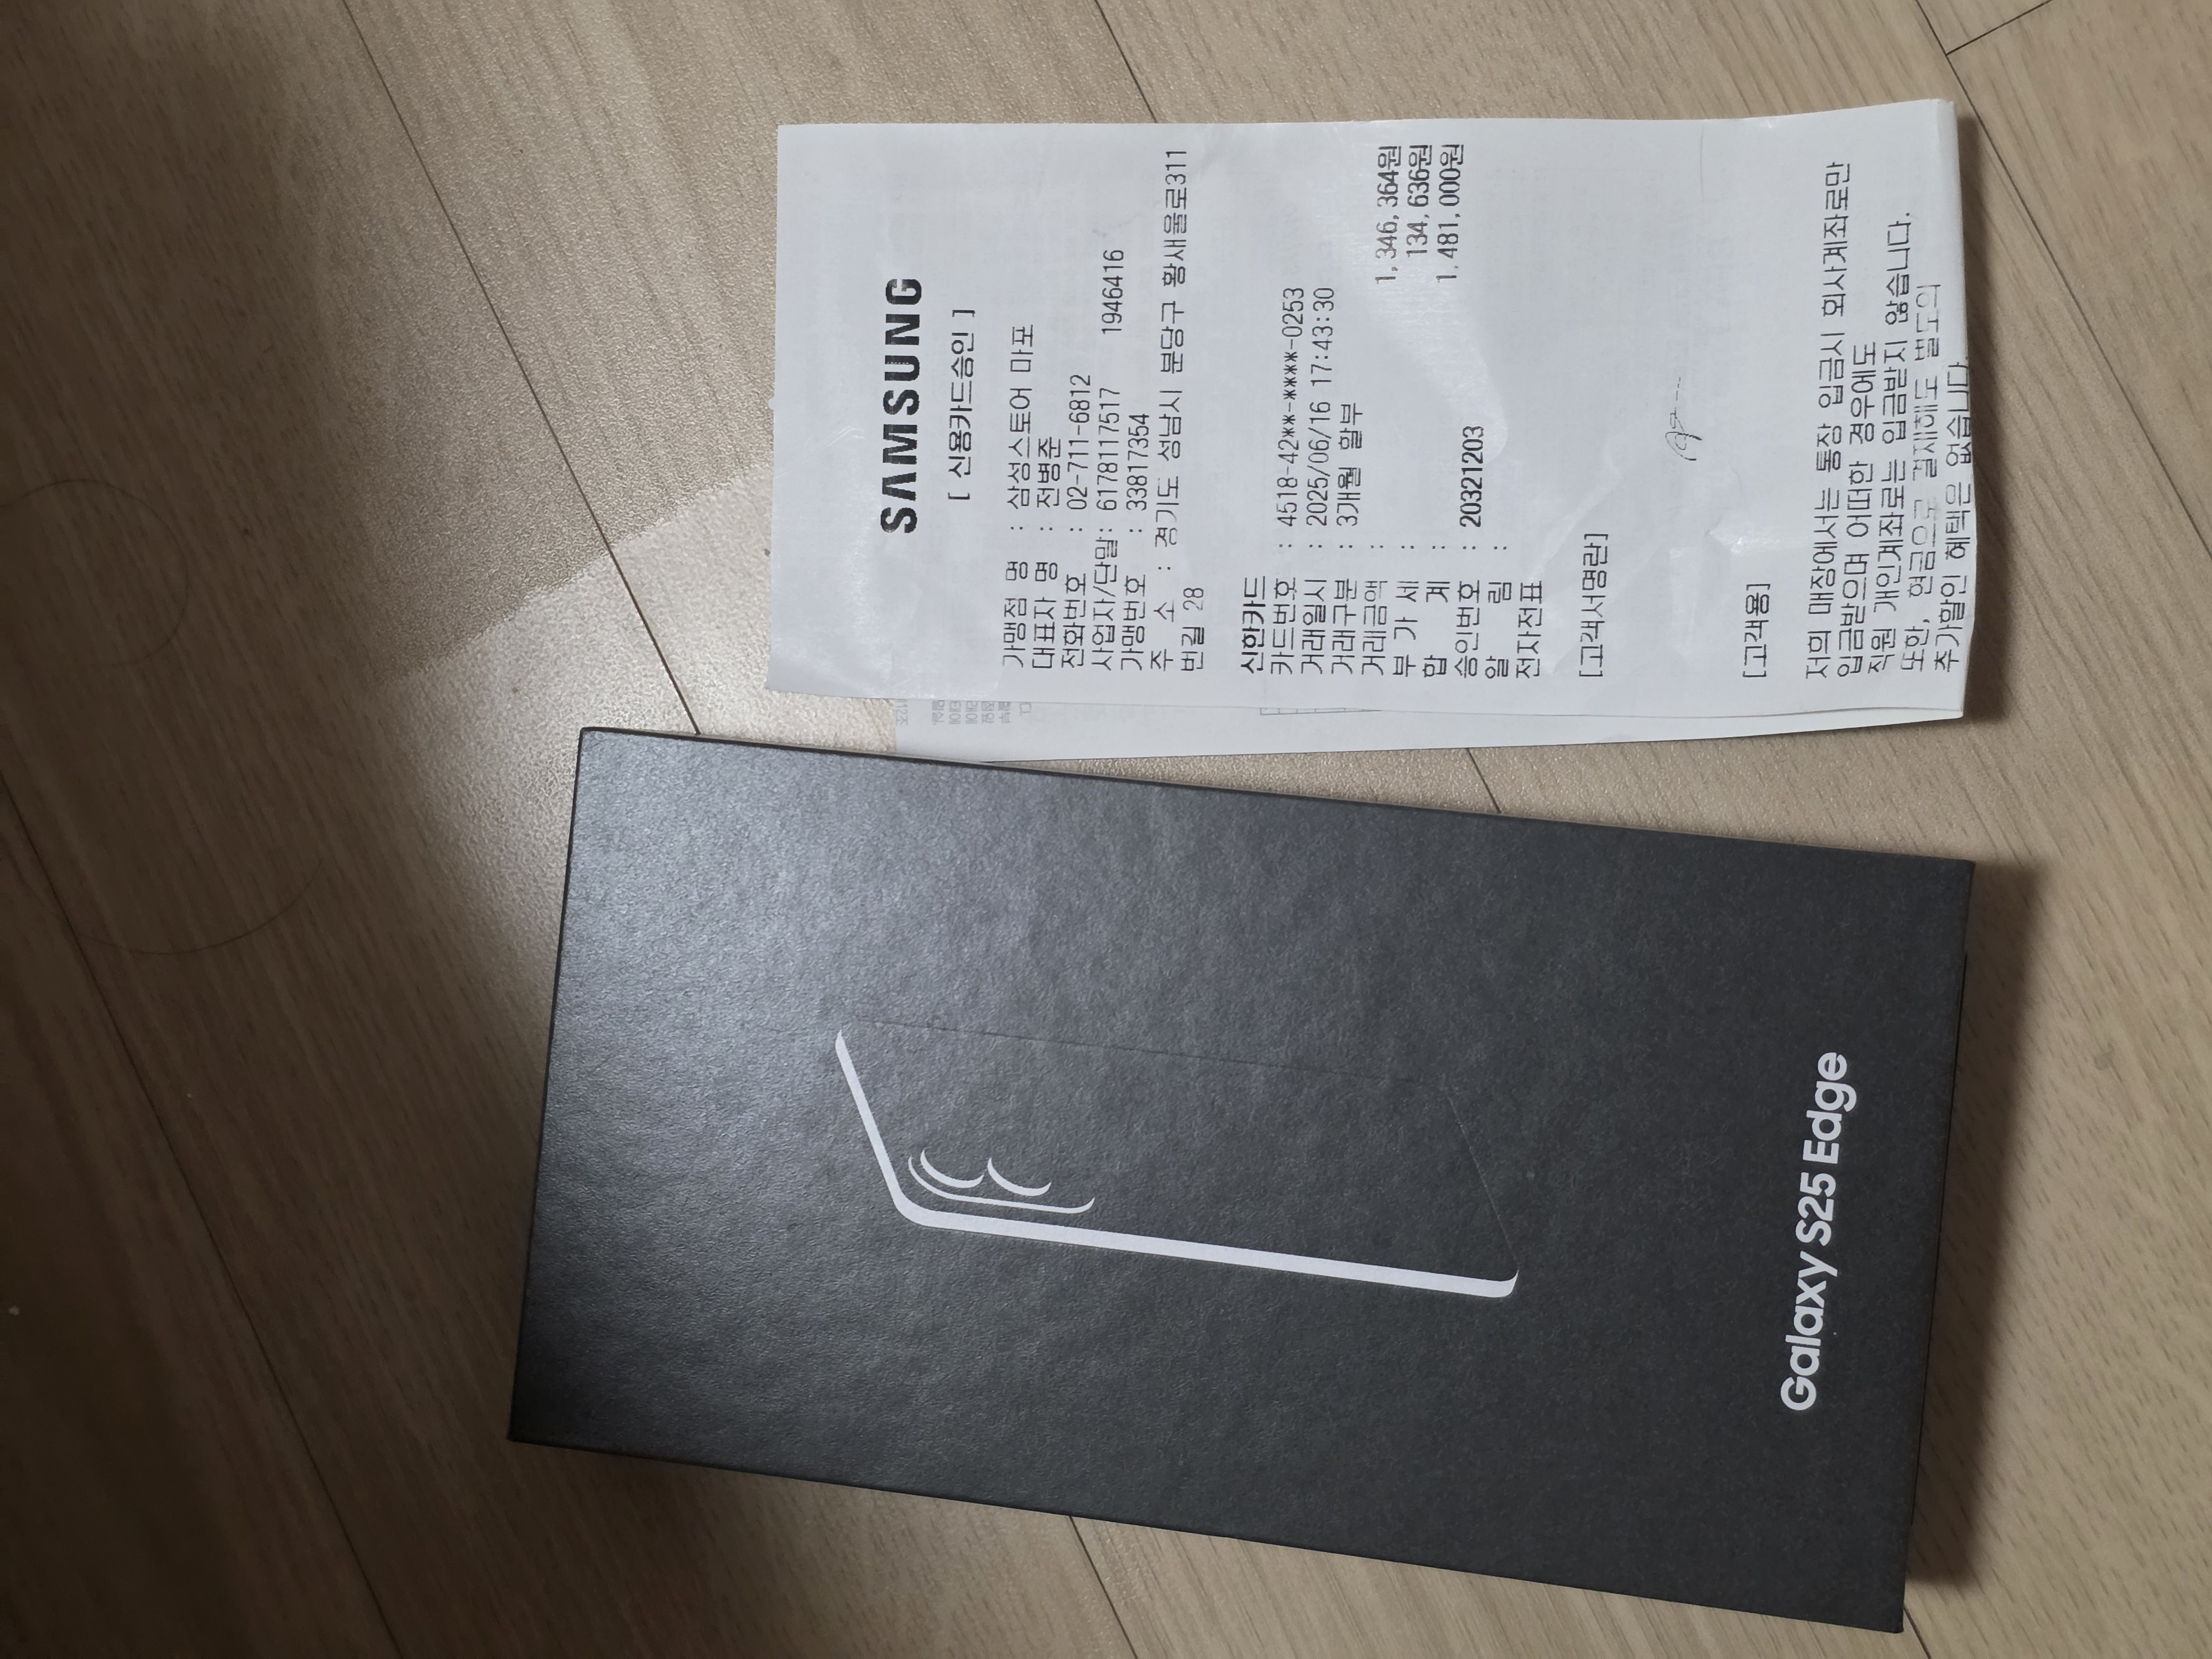 SAMSUNG
[ 신용카드승인 ]
가맹점 명 : 삼성스토어 마포
대표자 명 : 전병준
전화번호 : 02-711-6812
사업자/단말: 6178117517 1946416
가맹번호 : 33817354
주 소 : 경기도 성남시 분당구 황새울로311
번길 28
신한카드
카드번호 : 4518-42**-****-0253
거래일시 : 2025/06/16 17:43:30
거래구분 : 3개월 할부
거래금액 : 1,346,364원
부 가 세 : 134,636원
합 계 : 1,481,000원
승인번호 : 20321203
알 림 :
전자전표
[고객서명란]
[고객용]
저의 매장에서는 통장 입금시 회사계좌로만
입금받으며 어떠한 경우에도
직원 개인계좌로는 입금받지 않습니다.
또한, 현금으로 결제해도 별도의
추가할인 혜택은 없습니다.
Galaxy S25 Edge